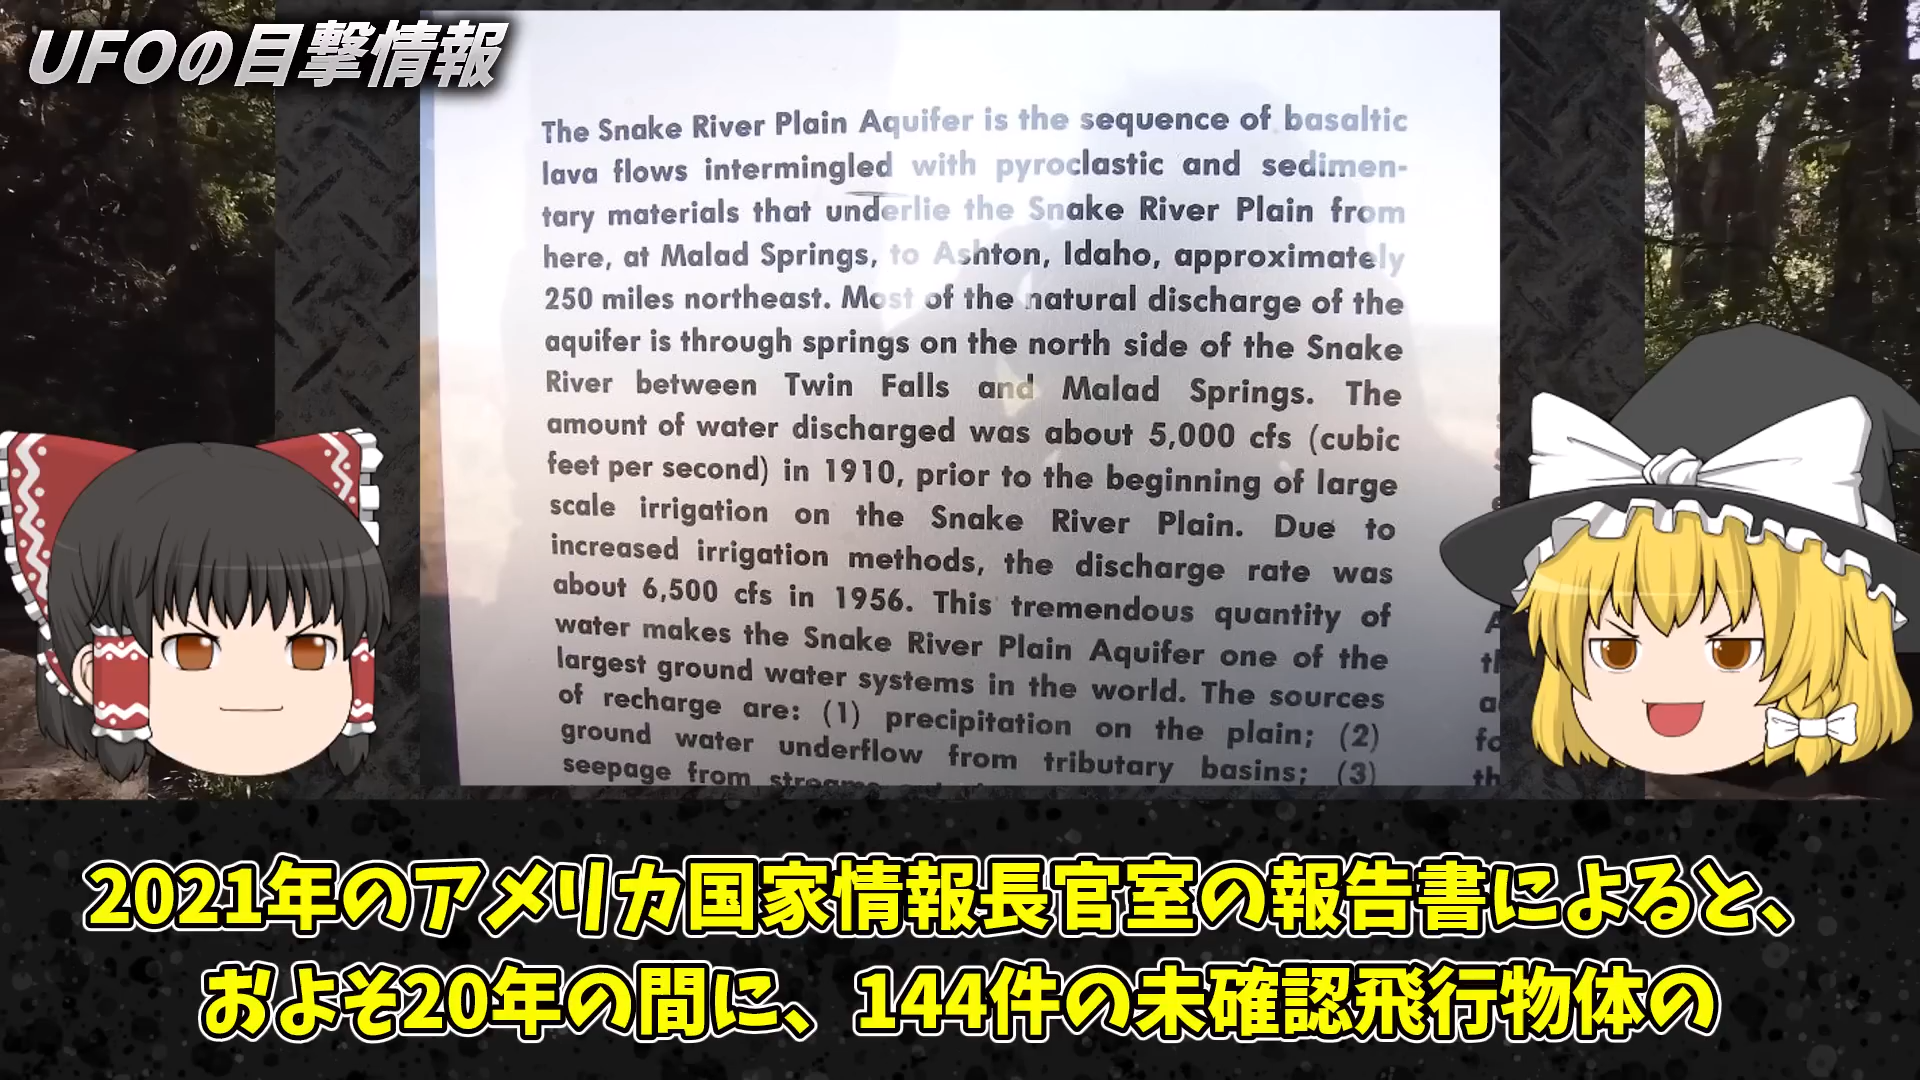 UFOの目撃情報
The Snake River Plain Aquifer is the sequence of basaltic
lava flows intermingled with pyroclastic and sedimen-
tary materials that underlie the Snake River Plain from
here, at Malad Springs, to Ashton, Idaho, approximately
250 miles northeast. Most of the natural discharge of the
aquifer is through springs on the north side of the Snake
River between Twin Falls and Malad Springs. The
amount of water discharged was about 5,000 cfs (cubic
feet per second) in 1910, prior to the beginning of large
scale irrigation on the Snake River Plain. Due to
increased irrigation methods, the discharge rate was
about 6,500 cfs in 1956. This tremendous quantity of
water makes the Snake River Plain Aquifer one of the
largest ground water systems in the world. The sources
of recharge are: (1) precipitation on the plain; (2)
ground water underflow from tributary basins; (3)
seepage from streams
2021年のアメリカ国家情報長官室の報告書によると、
およそ20年の間に、144件の未確認飛行物体の